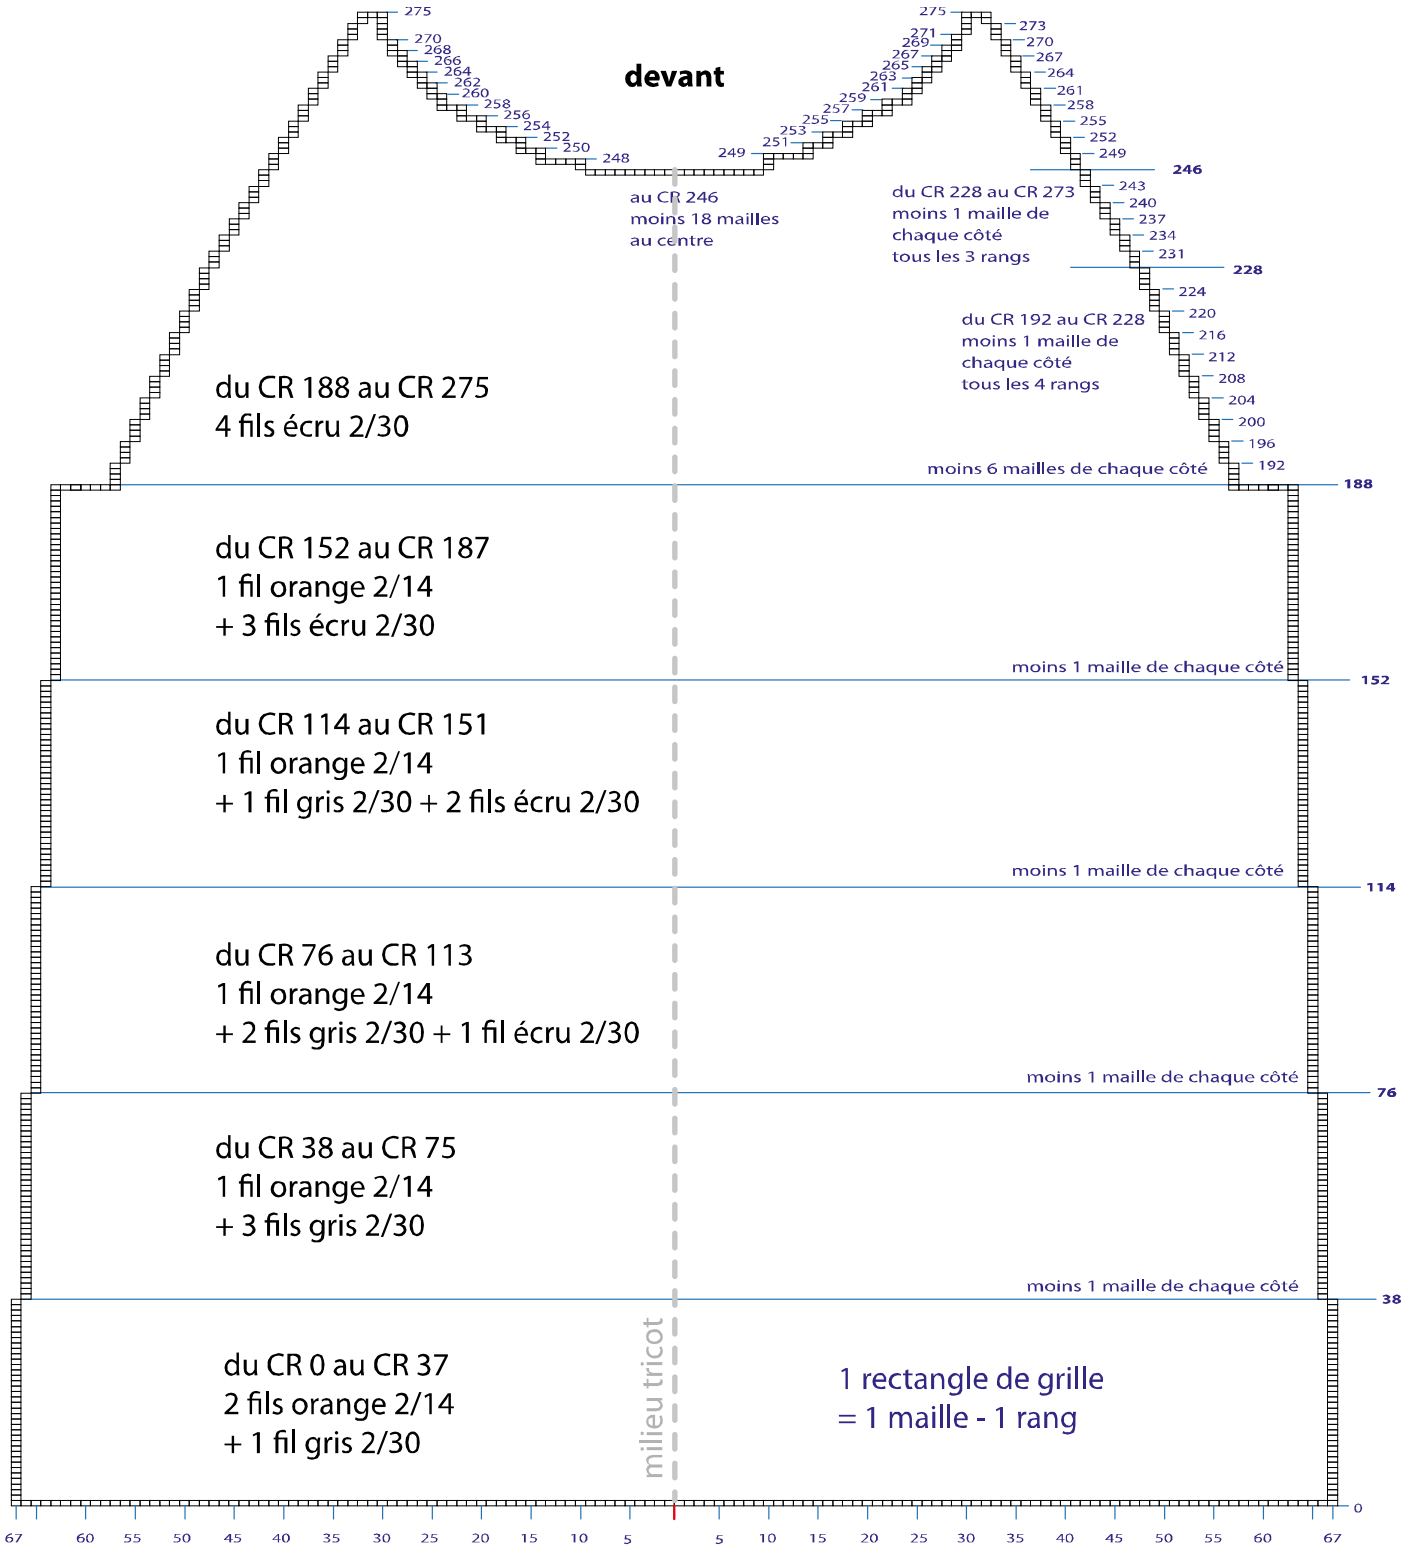 devant
275
270
268
266
264
262
260
258
256
254
252
250
248
275
271
269
267
265
263
261
259
257
255
253
251
249
273
270
267
264
261
258
255
252
249
246
243
240
237
234
231
228
224
220
216
212
208
204
200
196
192
188
au CR 246
moins 18 mailles
au centre
du CR 228 au CR 273
moins 1 maille de
chaque côté
tous les 3 rangs
du CR 192 au CR 228
moins 1 maille de
chaque côté
tous les 4 rangs
du CR 188 au CR 275
4 fils écru 2/30
moins 6 mailles de chaque côté
du CR 152 au CR 187
1 fil orange 2/14
+ 3 fils écru 2/30
moins 1 maille de chaque côté
152
du CR 114 au CR 151
1 fil orange 2/14
+ 1 fil gris 2/30 + 2 fils écru 2/30
moins 1 maille de chaque côté
114
du CR 76 au CR 113
1 fil orange 2/14
+ 2 fils gris 2/30 + 1 fil écru 2/30
moins 1 maille de chaque côté
76
du CR 38 au CR 75
1 fil orange 2/14
+ 3 fils gris 2/30
moins 1 maille de chaque côté
38
du CR 0 au CR 37
2 fils orange 2/14
+ 1 fil gris 2/30
milieu tricot
1 rectangle de grille
= 1 maille - 1 rang
0
67 60 55 50 45 40 35 30 25 20 15 10 5 5 10 15 20 25 30 35 40 45 50 55 60 67